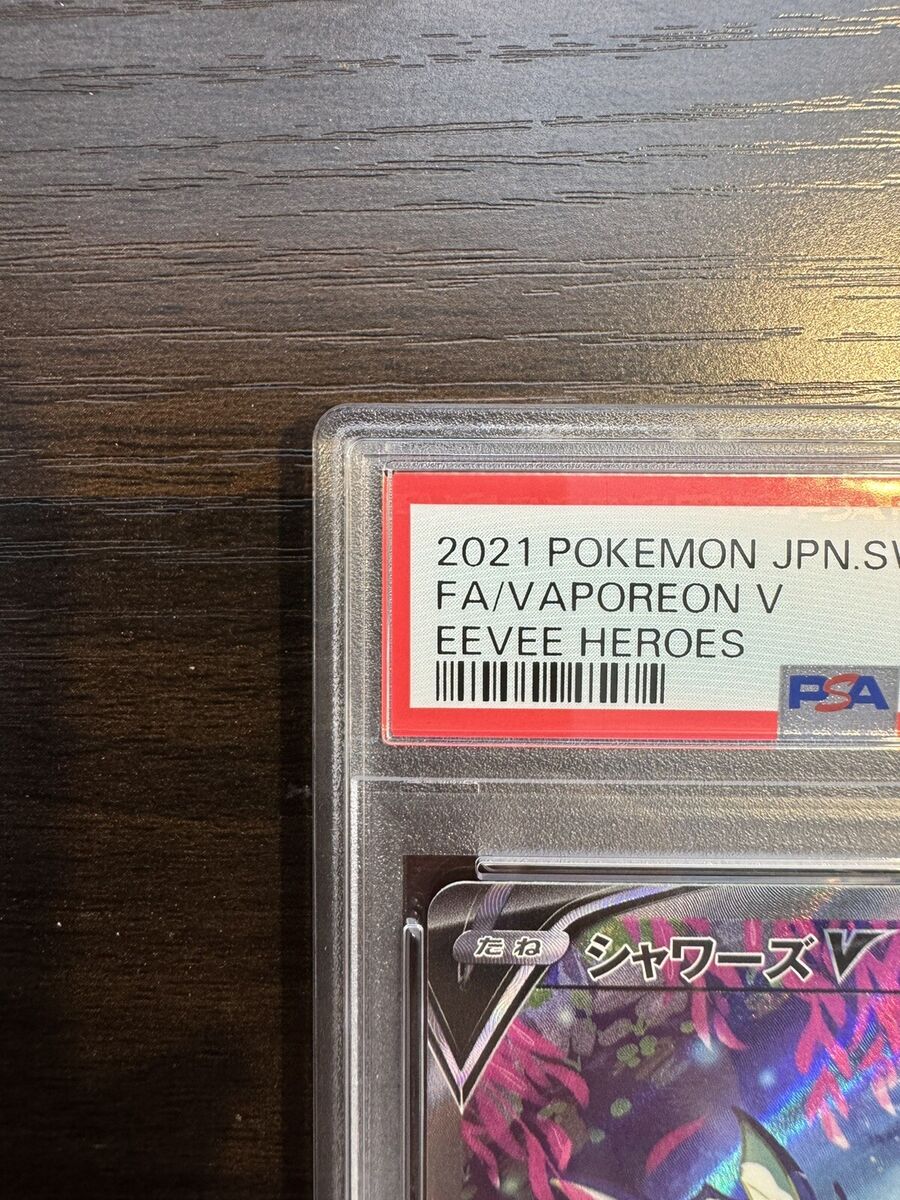 2021 POKEMON JPN.SW
FA/VAPOREON V
EEVEE HEROES
PSA
たね シャワーズV